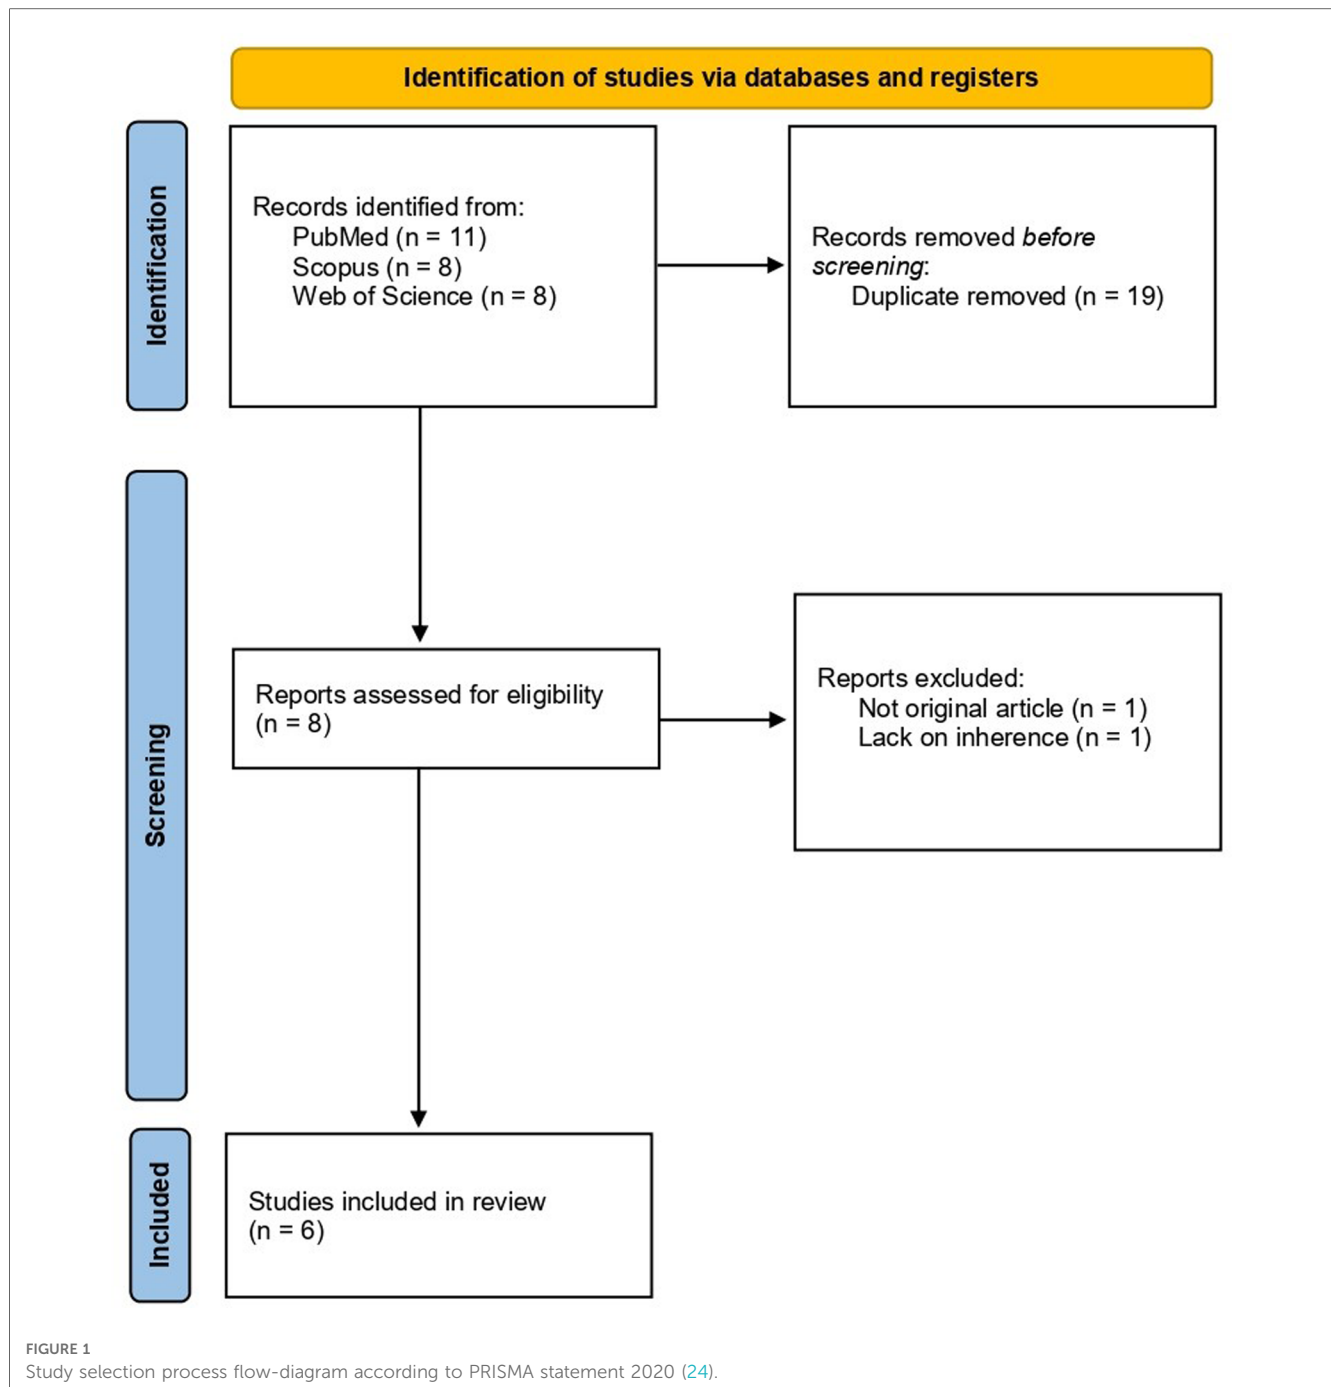 Identification of studies via databases and registers
Identification
Records identified from:
PubMed (n = 11)
Scopus (n = 8)
Web of Science (n = 8)
Records removed before
screening:
Duplicate removed (n = 19)
Screening
Reports assessed for eligibility
(n = 8)
Reports excluded:
Not original article (n = 1)
Lack on inherence (n = 1)
Included
Studies included in review
(n = 6)
FIGURE 1
Study selection process flow-diagram according to PRISMA statement 2020 (24).